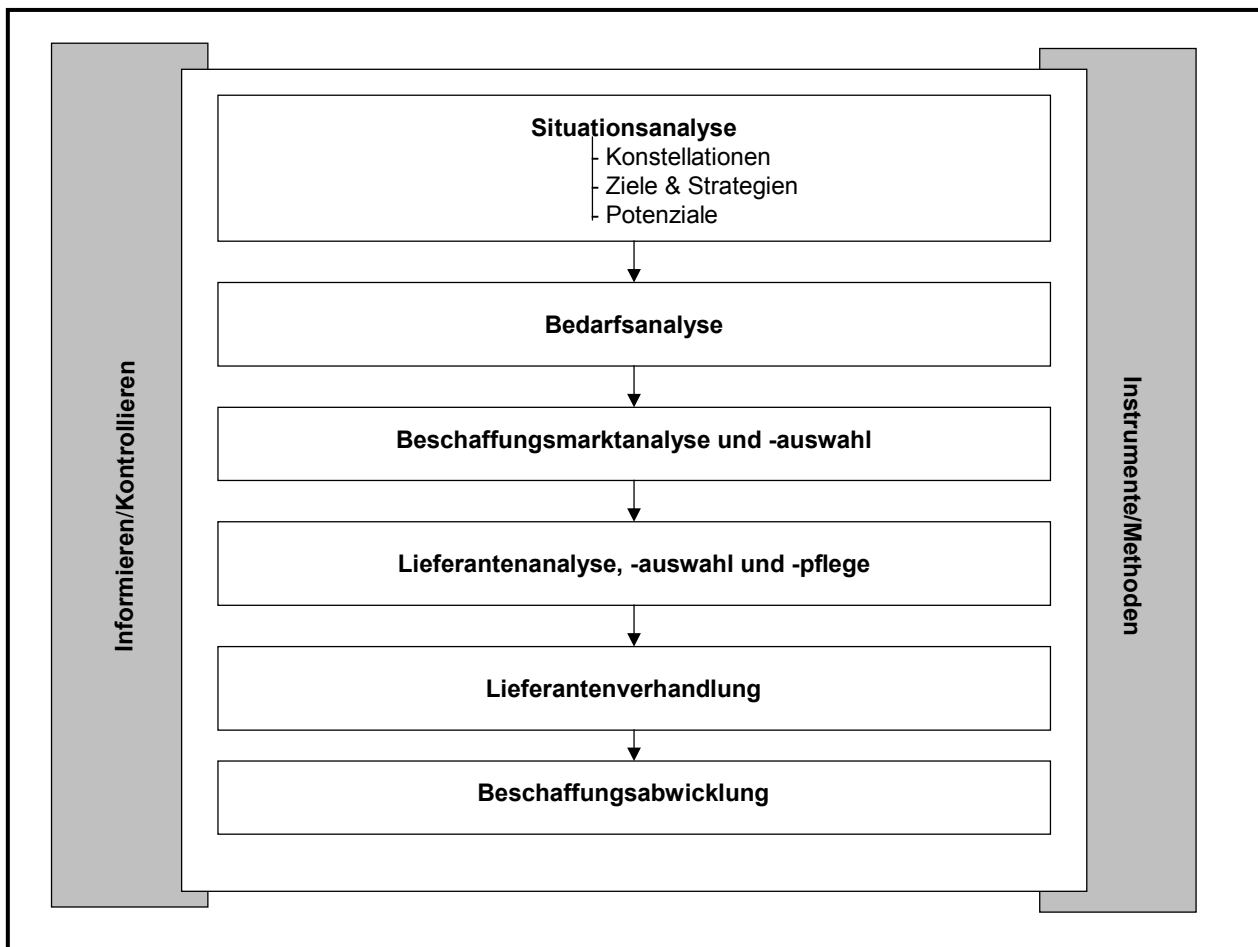 Informieren/Kontrollieren
Situationsanalyse
- Konstellationen
- Ziele & Strategien
- Potenziale
Bedarfsanalyse
Beschaffungsmarktanalyse und -auswahl
Lieferantenanalyse, -auswahl und -pflege
Lieferantenverhandlung
Beschaffungsabwicklung
Instrumente/Methoden